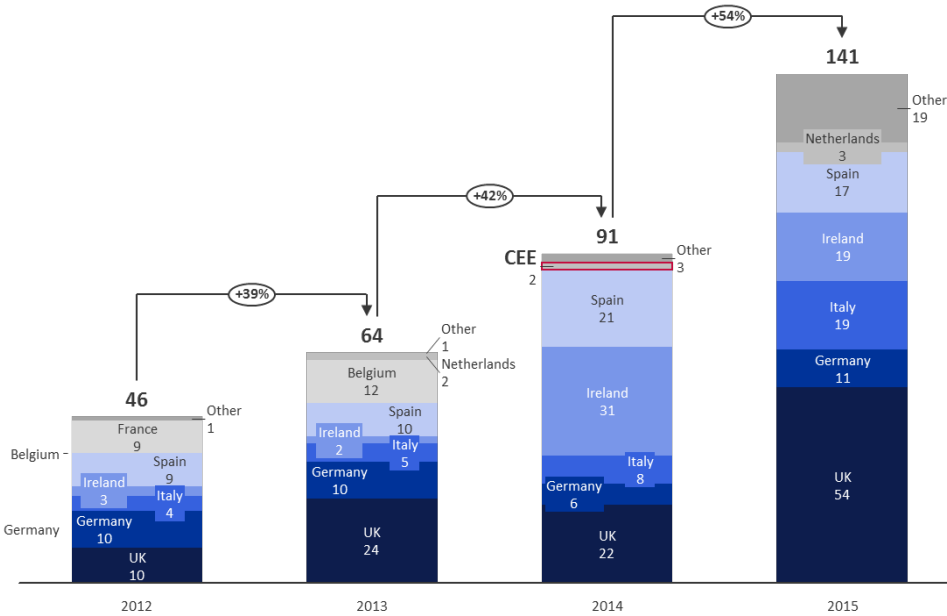 +54%
141
Other
19
Netherlands
3
Spain
17
Ireland
19
Italy
19
Germany
11
UK
54
+42%
91
CEE
2
Other
3
Spain
21
Ireland
31
Italy
8
Germany
6
UK
22
+39%
64
Other
1
Netherlands
2
Belgium
12
Spain
10
Ireland
2
Italy
5
Germany
10
UK
24
46
Other
1
France
9
Belgium
Spain
9
Ireland
3
Italy
4
Germany
10
Germany
UK
10
2012
2013
2014
2015